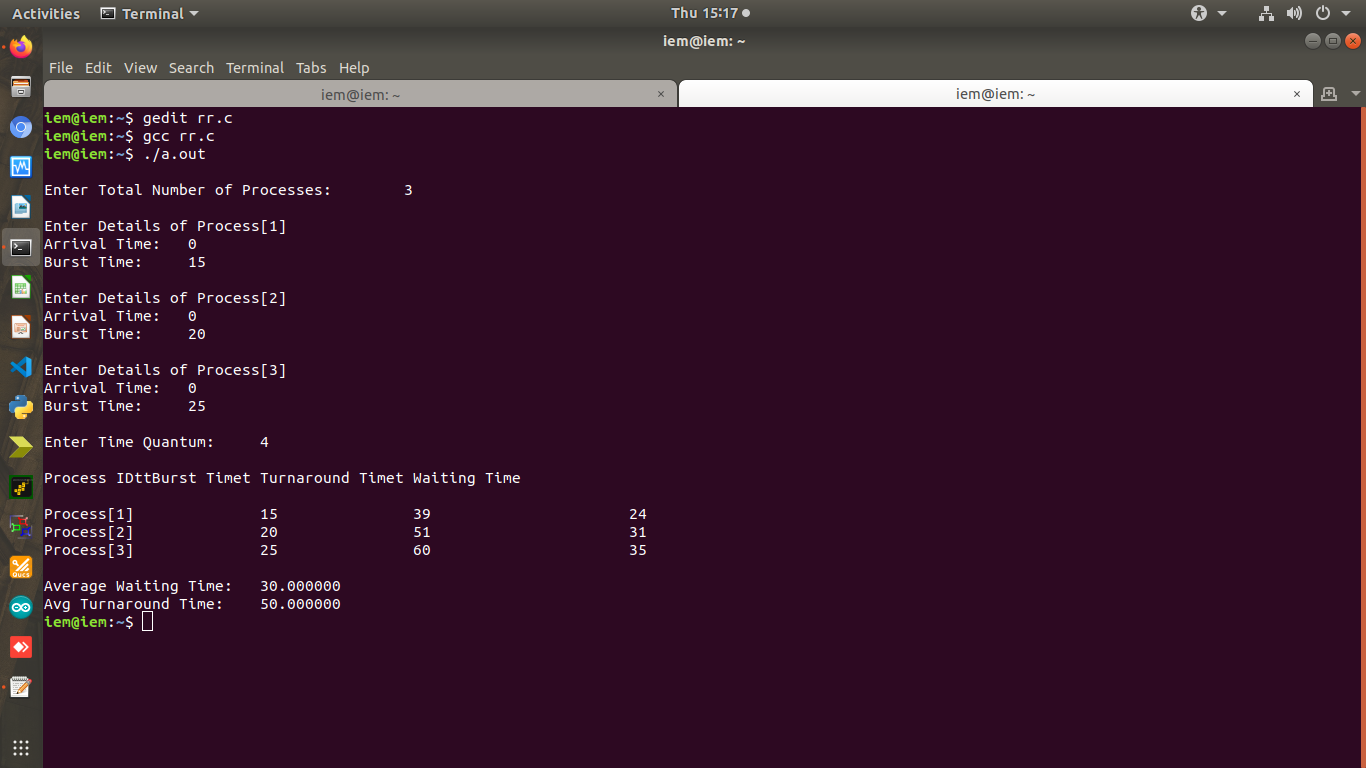 Activities Terminal Thu 15:17
iem@iem: ~
File Edit View Search Terminal Tabs Help
iem@iem: ~ × iem@iem: ~ ×
iem@iem:~$ gedit rr.c
iem@iem:~$ gcc rr.c
iem@iem:~$ ./a.out
Enter Total Number of Processes: 3
Enter Details of Process[1]
Arrival Time: 0
Burst Time: 15
Enter Details of Process[2]
Arrival Time: 0
Burst Time: 20
Enter Details of Process[3]
Arrival Time: 0
Burst Time: 25
Enter Time Quantum: 4
Process IDttBurst Timet Turnaround Timet Waiting Time
Process[1] 15 39 24
Process[2] 20 51 31
Process[3] 25 60 35
Average Waiting Time: 30.000000
Avg Turnaround Time: 50.000000
iem@iem:~$
Qucs